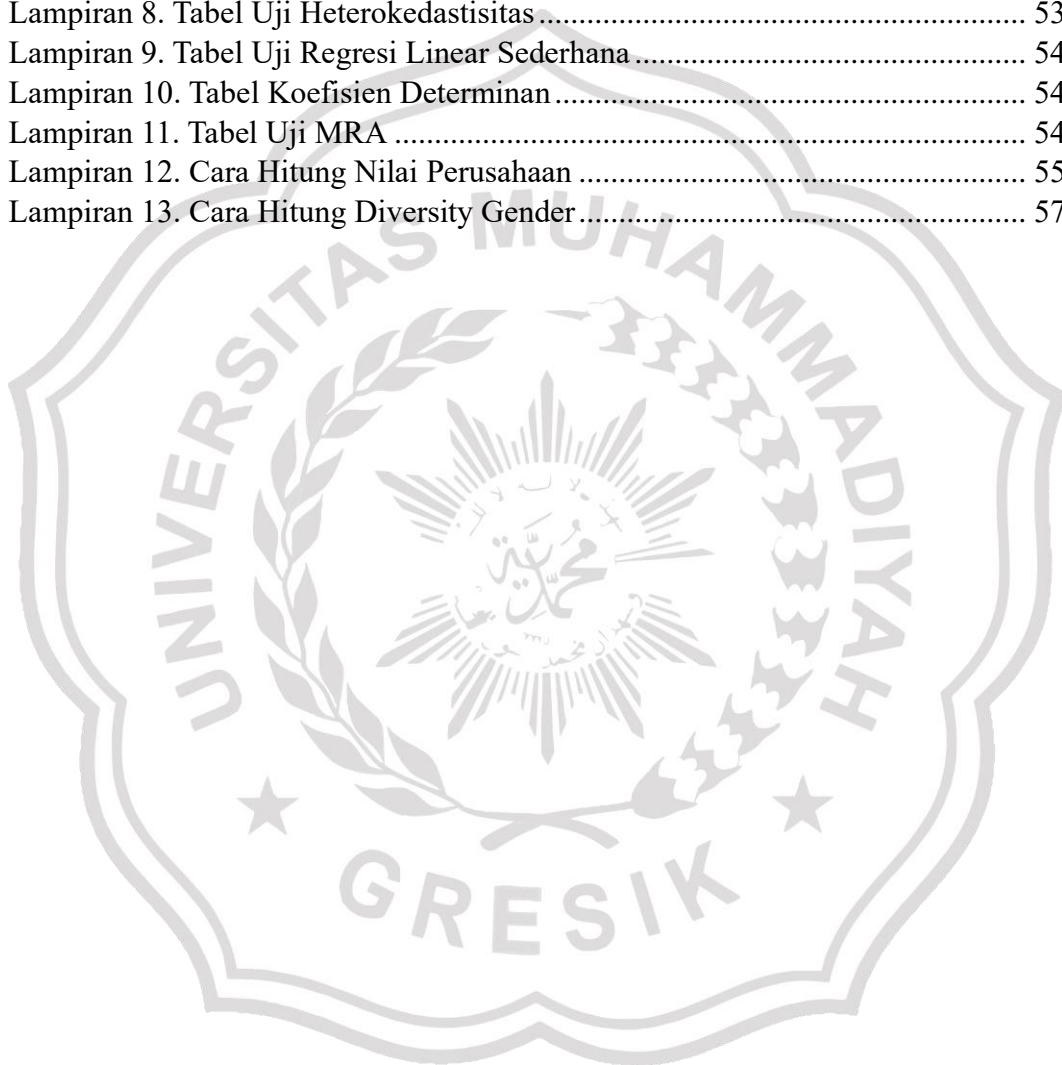 Lampiran 8. Tabel Uji Heterokedastisitas ........................................................... 53
Lampiran 9. Tabel Uji Regresi Linear Sederhana ................................................ 54
Lampiran 10. Tabel Koefisien Determinan .......................................................... 54
Lampiran 11. Tabel Uji MRA ............................................................................... 54
Lampiran 12. Cara Hitung Nilai Perusahaan ....................................................... 55
Lampiran 13. Cara Hitung Diversity Gender ....................................................... 57
UNIVERSITAS MUHAMMADIYAH
محمدية
GRESIK